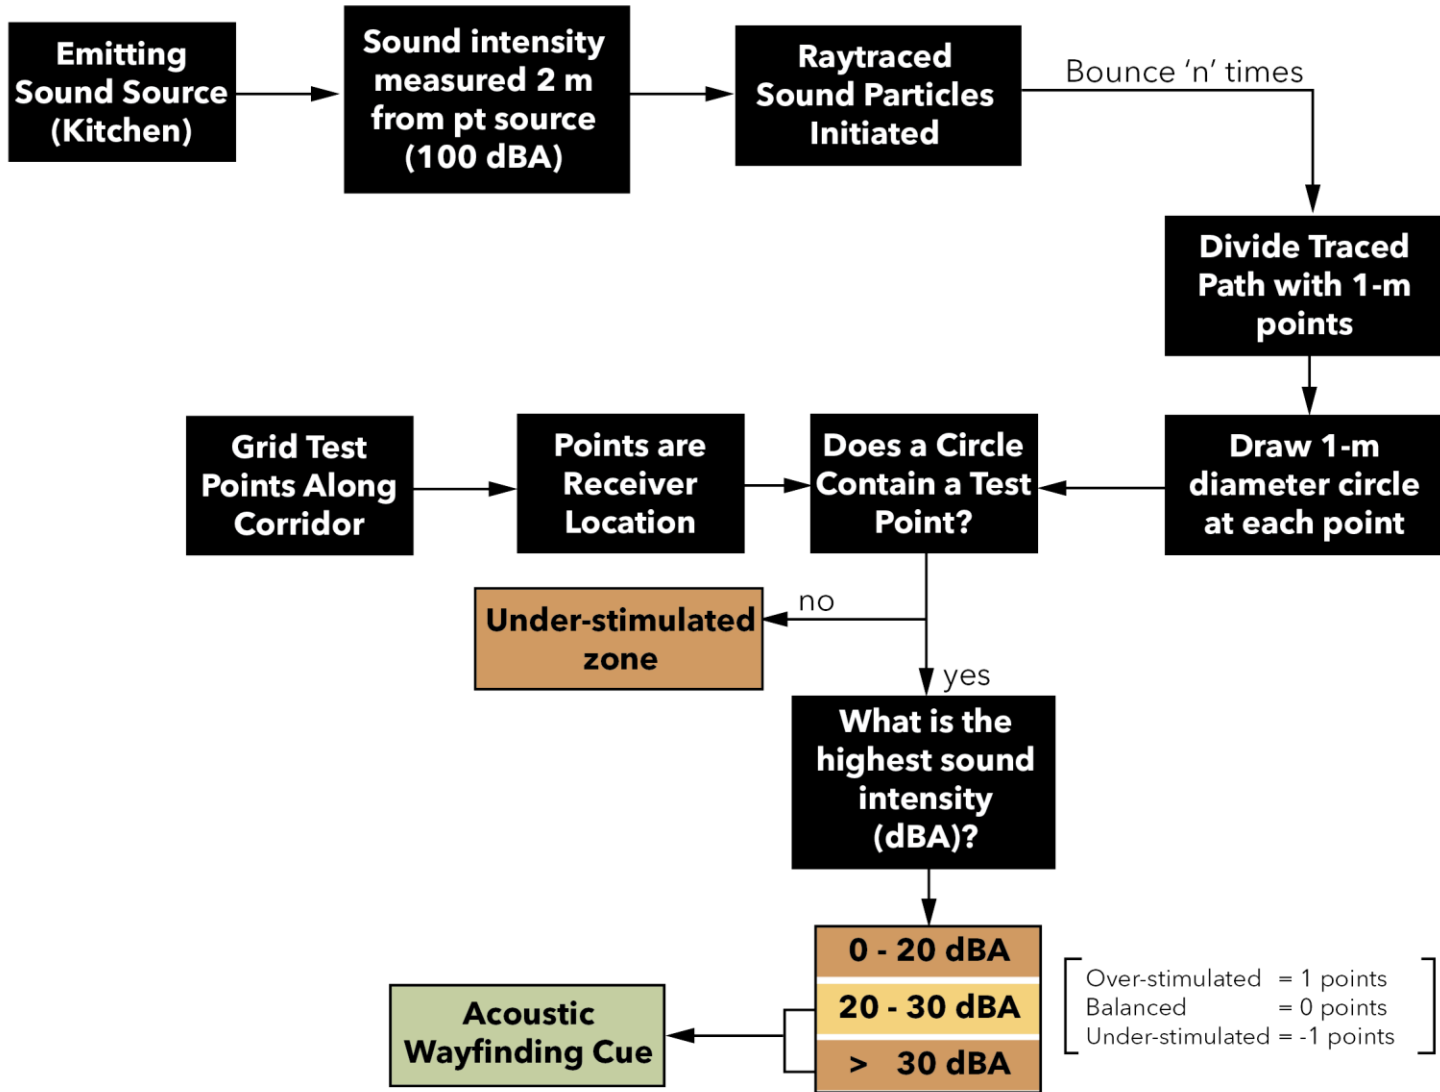 Emitting
Sound Source
(Kitchen)
Sound intensity
measured 2 m
from pt source
(100 dBA)
Raytraced
Sound Particles
Initiated
Bounce ‘n’ times
Divide Traced
Path with 1-m
points
Grid Test
Points Along
Corridor
Points are
Receiver
Location
Does a Circle
Contain a Test
Point?
Draw 1-m
diameter circle
at each point
no
Under-stimulated
zone
yes
What is the
highest sound
intensity
(dBA)?
0 - 20 dBA
20 - 30 dBA
> 30 dBA
Acoustic
Wayfinding Cue
Over-stimulated = 1 points
Balanced = 0 points
Under-stimulated = -1 points